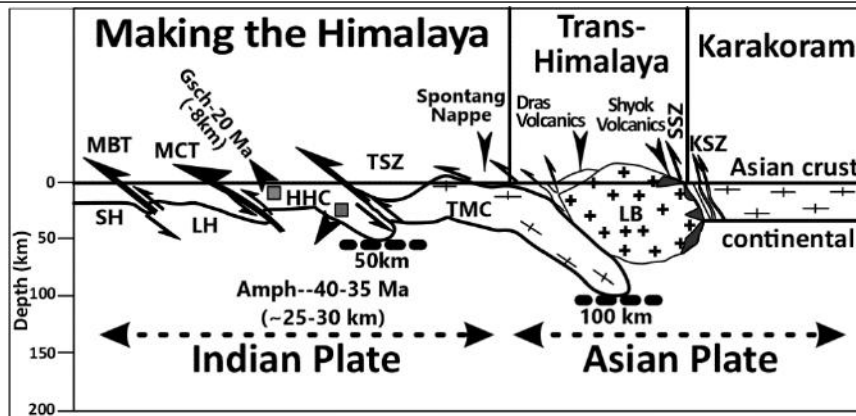 Making the Himalaya
Trans-
Himalaya
Karakoram
Gsch-20 Ma
(-8km)
Spontang
Nappe
Dras
Volcanics
Shyok
Volcanics
SSZ
KSZ
MBT
MCT
TSZ
Asian crust
0
HHC
SH
LH
TMC
LB
continental
50
50km
Amph--40-35 Ma
(~25-30 km)
100
100 km
Depth (km)
Indian Plate
Asian Plate
150
200